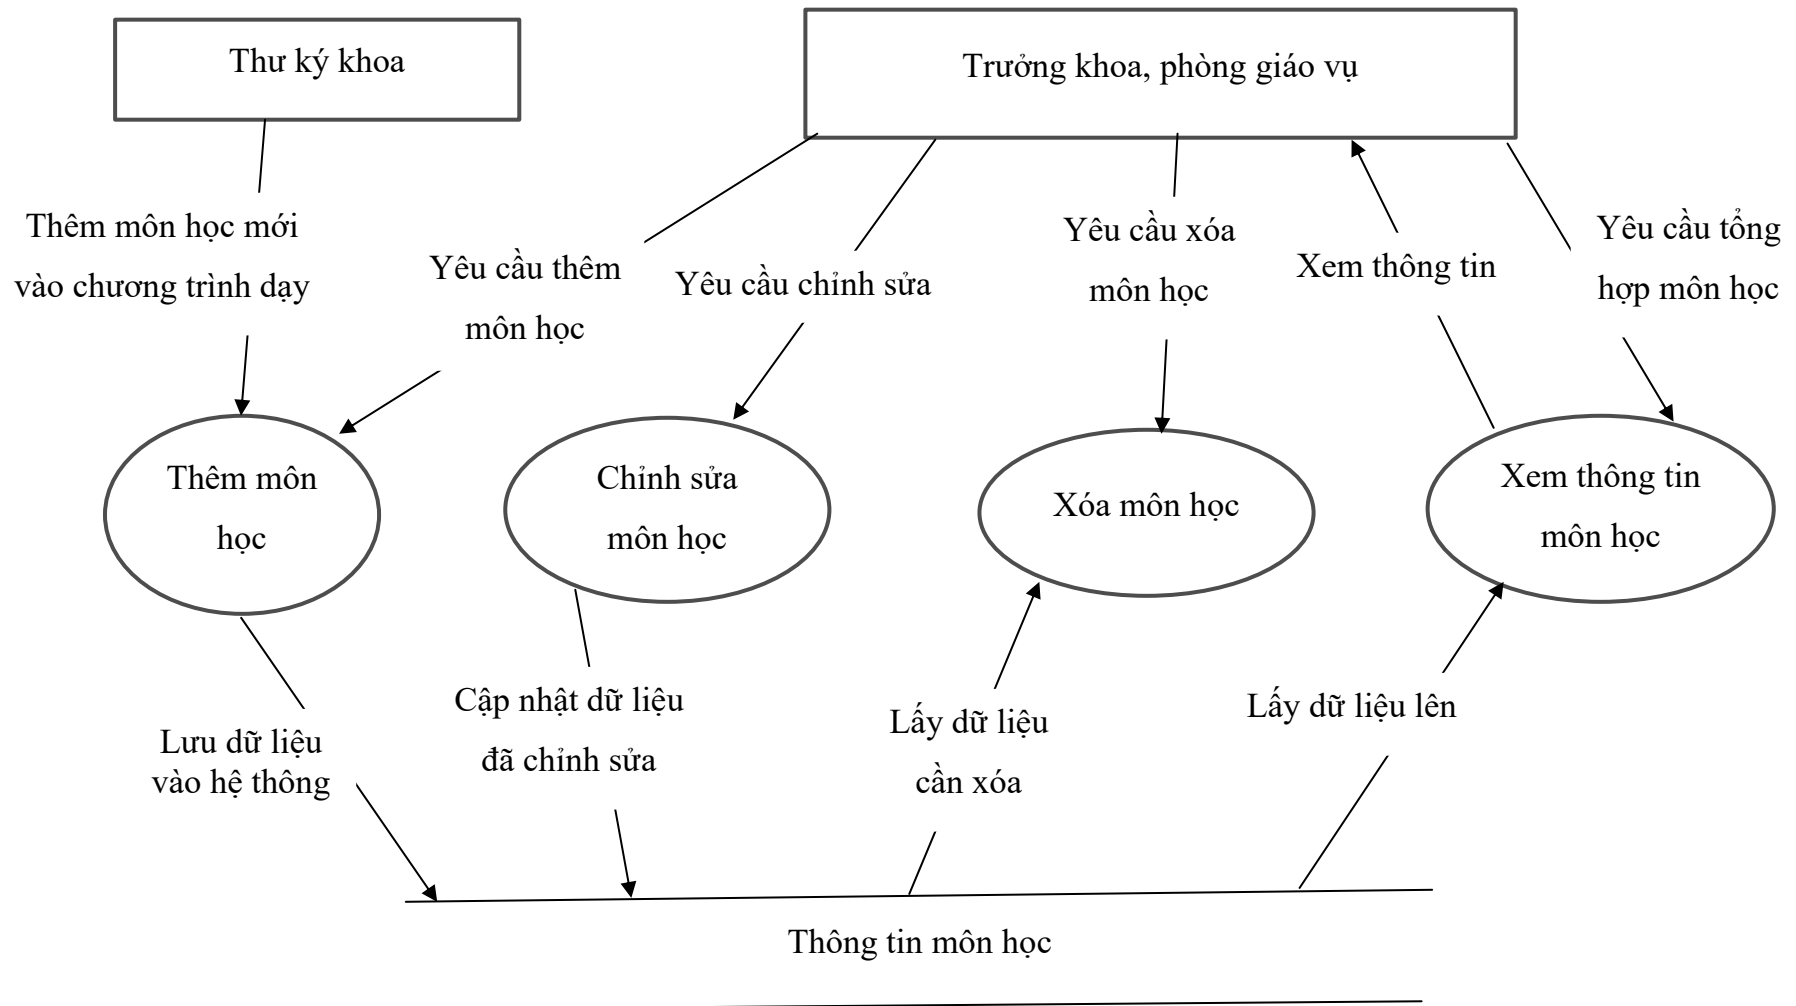 Thư ký khoa
Trưởng khoa, phòng giáo vụ
Thêm môn học mới
vào chương trình dạy
Yêu cầu thêm
môn học
Yêu cầu chỉnh sửa
Yêu cầu xóa
môn học
Xem thông tin
Yêu cầu tổng
hợp môn học
Thêm môn
học
Chỉnh sửa
môn học
Xóa môn học
Xem thông tin
môn học
Lưu dữ liệu
vào hệ thông
Cập nhật dữ liệu
đã chỉnh sửa
Lấy dữ liệu
cần xóa
Lấy dữ liệu lên
Thông tin môn học